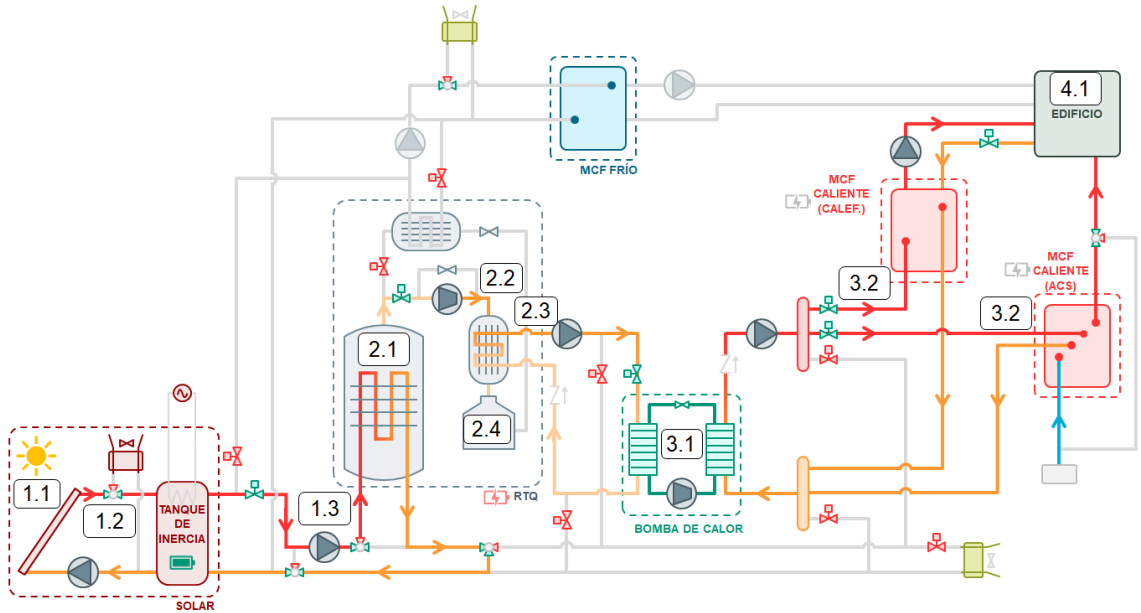 4.1
EDIFICIO
MCF FRÍO
MCF
CALIENTE
(CALEF.)
MCF
CALIENTE
(ACS)
2.2
2.3
3.2
3.2
2.1
2.4
3.1
1.1
1.2
1.3
TANQUE
DE
INERCIA
RTQ
BOMBA DE CALOR
SOLAR